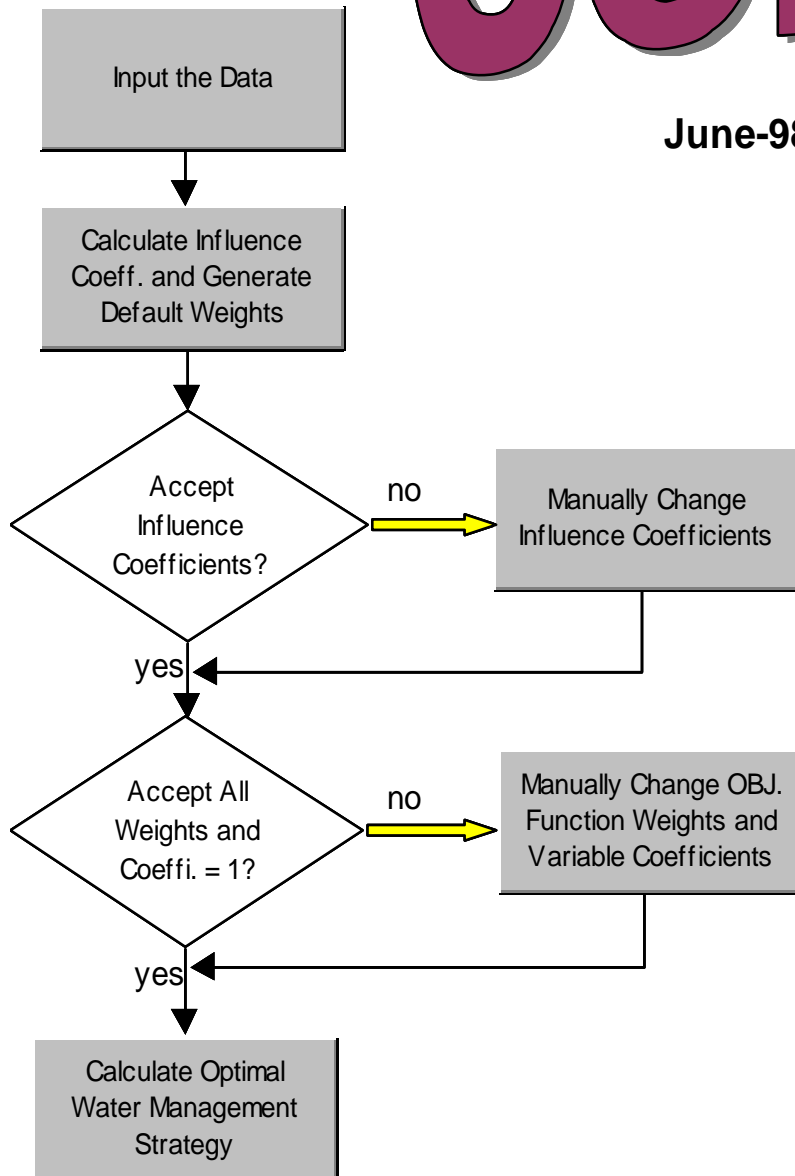 Input the Data
Calculate Influence
Coeff. and Generate
Default Weights
Accept
Influence
Coefficients?
no
Manually Change
Influence Coefficients
yes
Accept All
Weights and
Coeffi. = 1?
no
Manually Change OBJ.
Function Weights and
Variable Coefficients
yes
Calculate Optimal
Water Management
Strategy